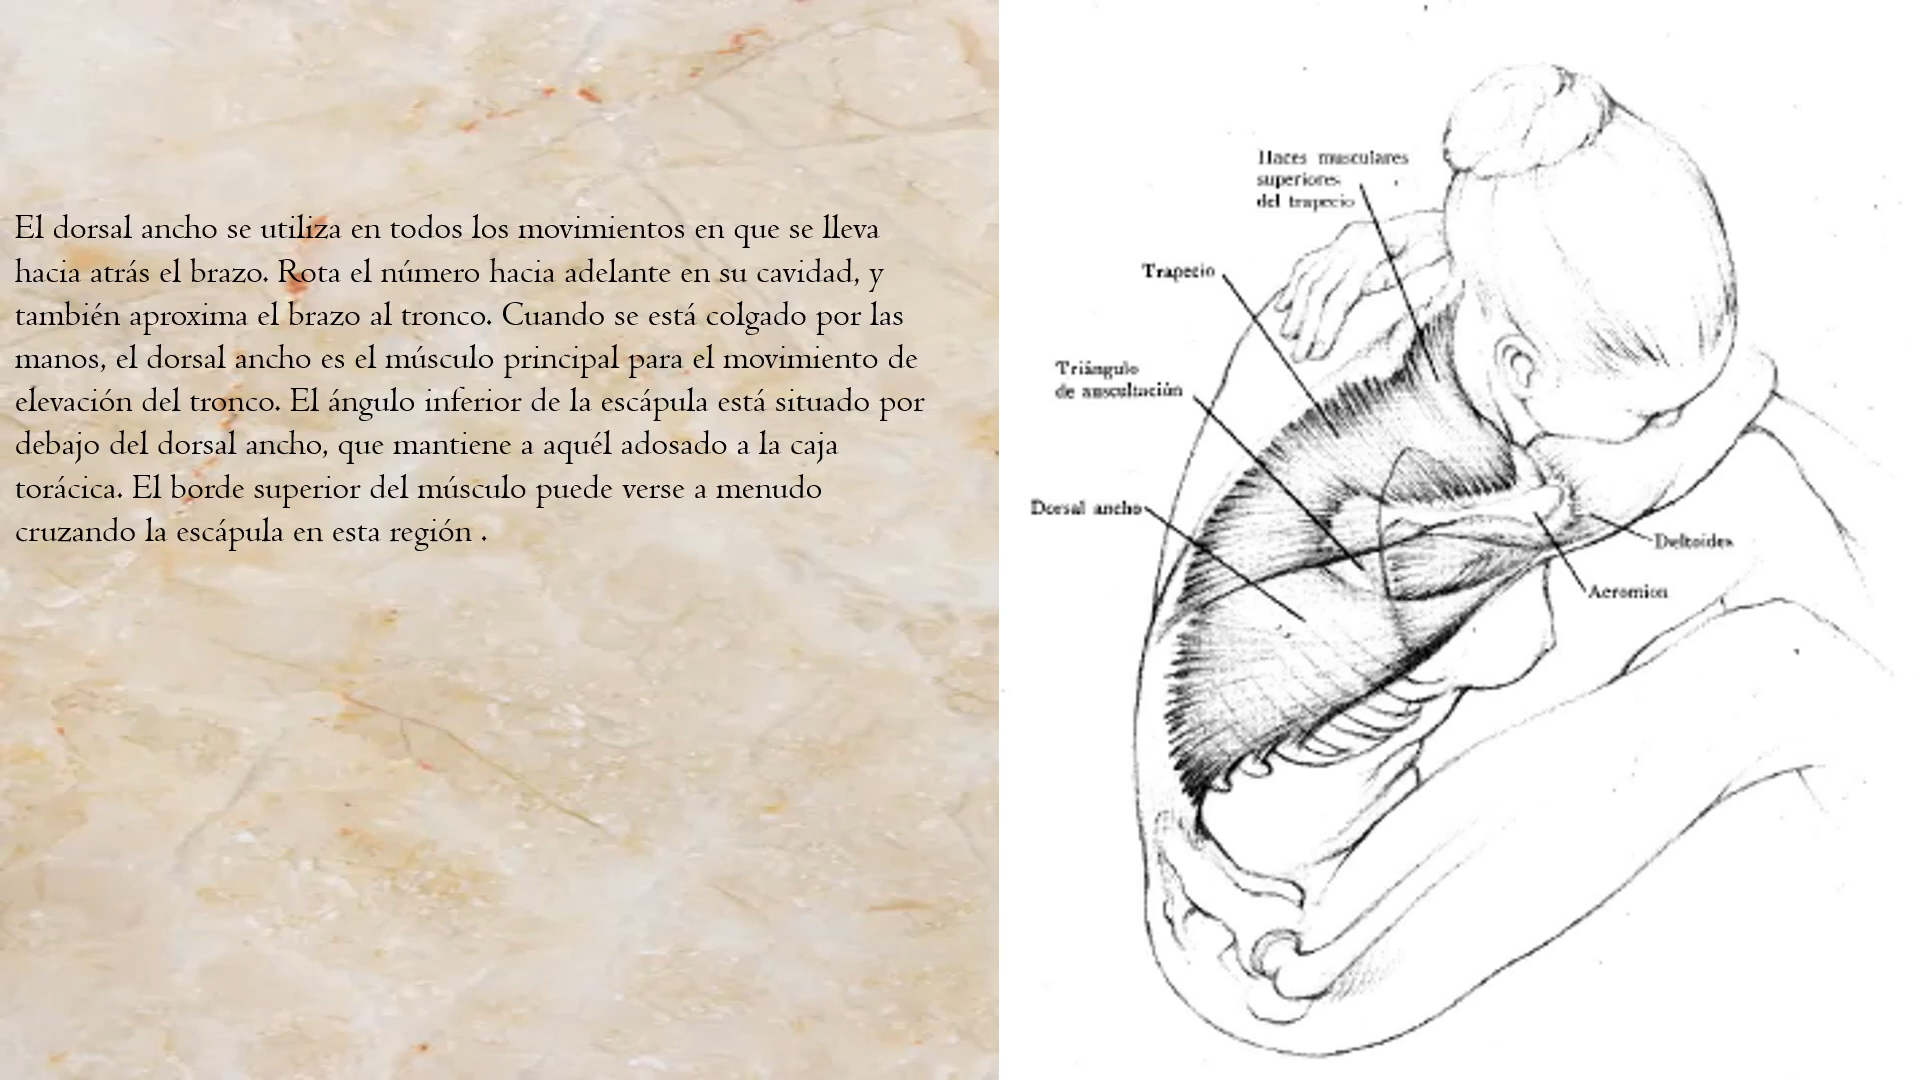 El dorsal ancho se utiliza en todos los movimientos en que se lleva
hacia atrás el brazo. Rota el número hacia adelante en su cavidad, y
también aproxima el brazo al tronco. Cuando se está colgado por las
manos, el dorsal ancho es el músculo principal para el movimiento de
elevación del tronco. El ángulo inferior de la escápula está situado por
debajo del dorsal ancho, que mantiene a aquél adosado a la caja
torácica. El borde superior del músculo puede verse a menudo
cruzando la escápula en esta región .
Haces musculares
superiores
del trapecio
Trapecio
Triángulo
de auscultación
Dorsal ancho
Deltoides
Acromion